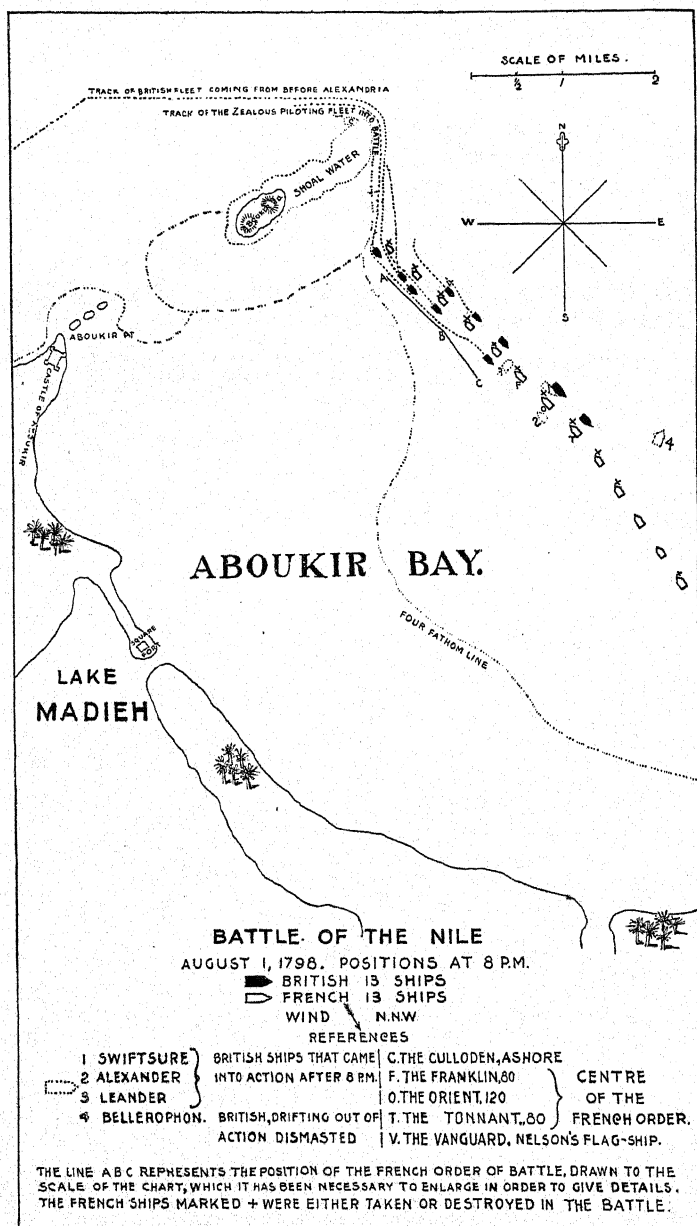 SCALE OF MILES.
½ 1 2
TRACK OF BRITISH FLEET COMING FROM BEFORE ALEXANDRIA
TRACK OF THE ZEALOUS PILOTING FLEET INTO BATTLE
N
W E
S
SHOAL WATER
ABOUKIR
A
B
C
ABOUKIR PT
CASTLE OF ABOUKIR
2
4
ABOUKIR BAY.
FOUR FATHOM LINE
SQUARE
FORT
LAKE
MADIEH
BATTLE OF THE NILE
AUGUST 1, 1798. POSITIONS AT 8 P.M.
BRITISH 13 SHIPS
FRENCH 13 SHIPS
WIND N.N.W.
REFERENCES
1 SWIFTSURE BRITISH SHIPS THAT CAME C. THE CULLODEN, ASHORE
2 ALEXANDER INTO ACTION AFTER 8 P.M. F. THE FRANKLIN, 80 CENTRE
3 LEANDER O. THE ORIENT, 120 OF THE
4 BELLEROPHON. BRITISH, DRIFTING OUT OF T. THE TONNANT,, 80 FRENCH ORDER.
ACTION DISMASTED V. THE VANGUARD, NELSON'S FLAG-SHIP.
THE LINE A B C REPRESENTS THE POSITION OF THE FRENCH ORDER OF BATTLE, DRAWN TO THE
SCALE OF THE CHART, WHICH IT HAS BEEN NECESSARY TO ENLARGE IN ORDER TO GIVE DETAILS.
THE FRENCH SHIPS MARKED + WERE EITHER TAKEN OR DESTROYED IN THE BATTLE.